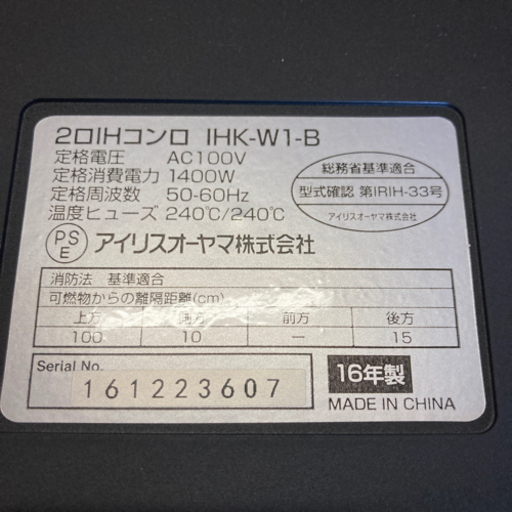 2口IHコンロ IHK-W1-B
定格電圧 AC100V
定格消費電力 1400W
定格周波数 50-60Hz
温度ヒューズ 240℃/240℃
総務省基準適合
型式確認 第IRIH-33号
アイリスオーヤマ株式会社
PSE アイリスオーヤマ株式会社
消防法 基準適合
可燃物からの離隔距離(cm)
上方 側方 前方 後方
100 10 ー 15
Serial No.
161223607
16年製
MADE IN CHINA